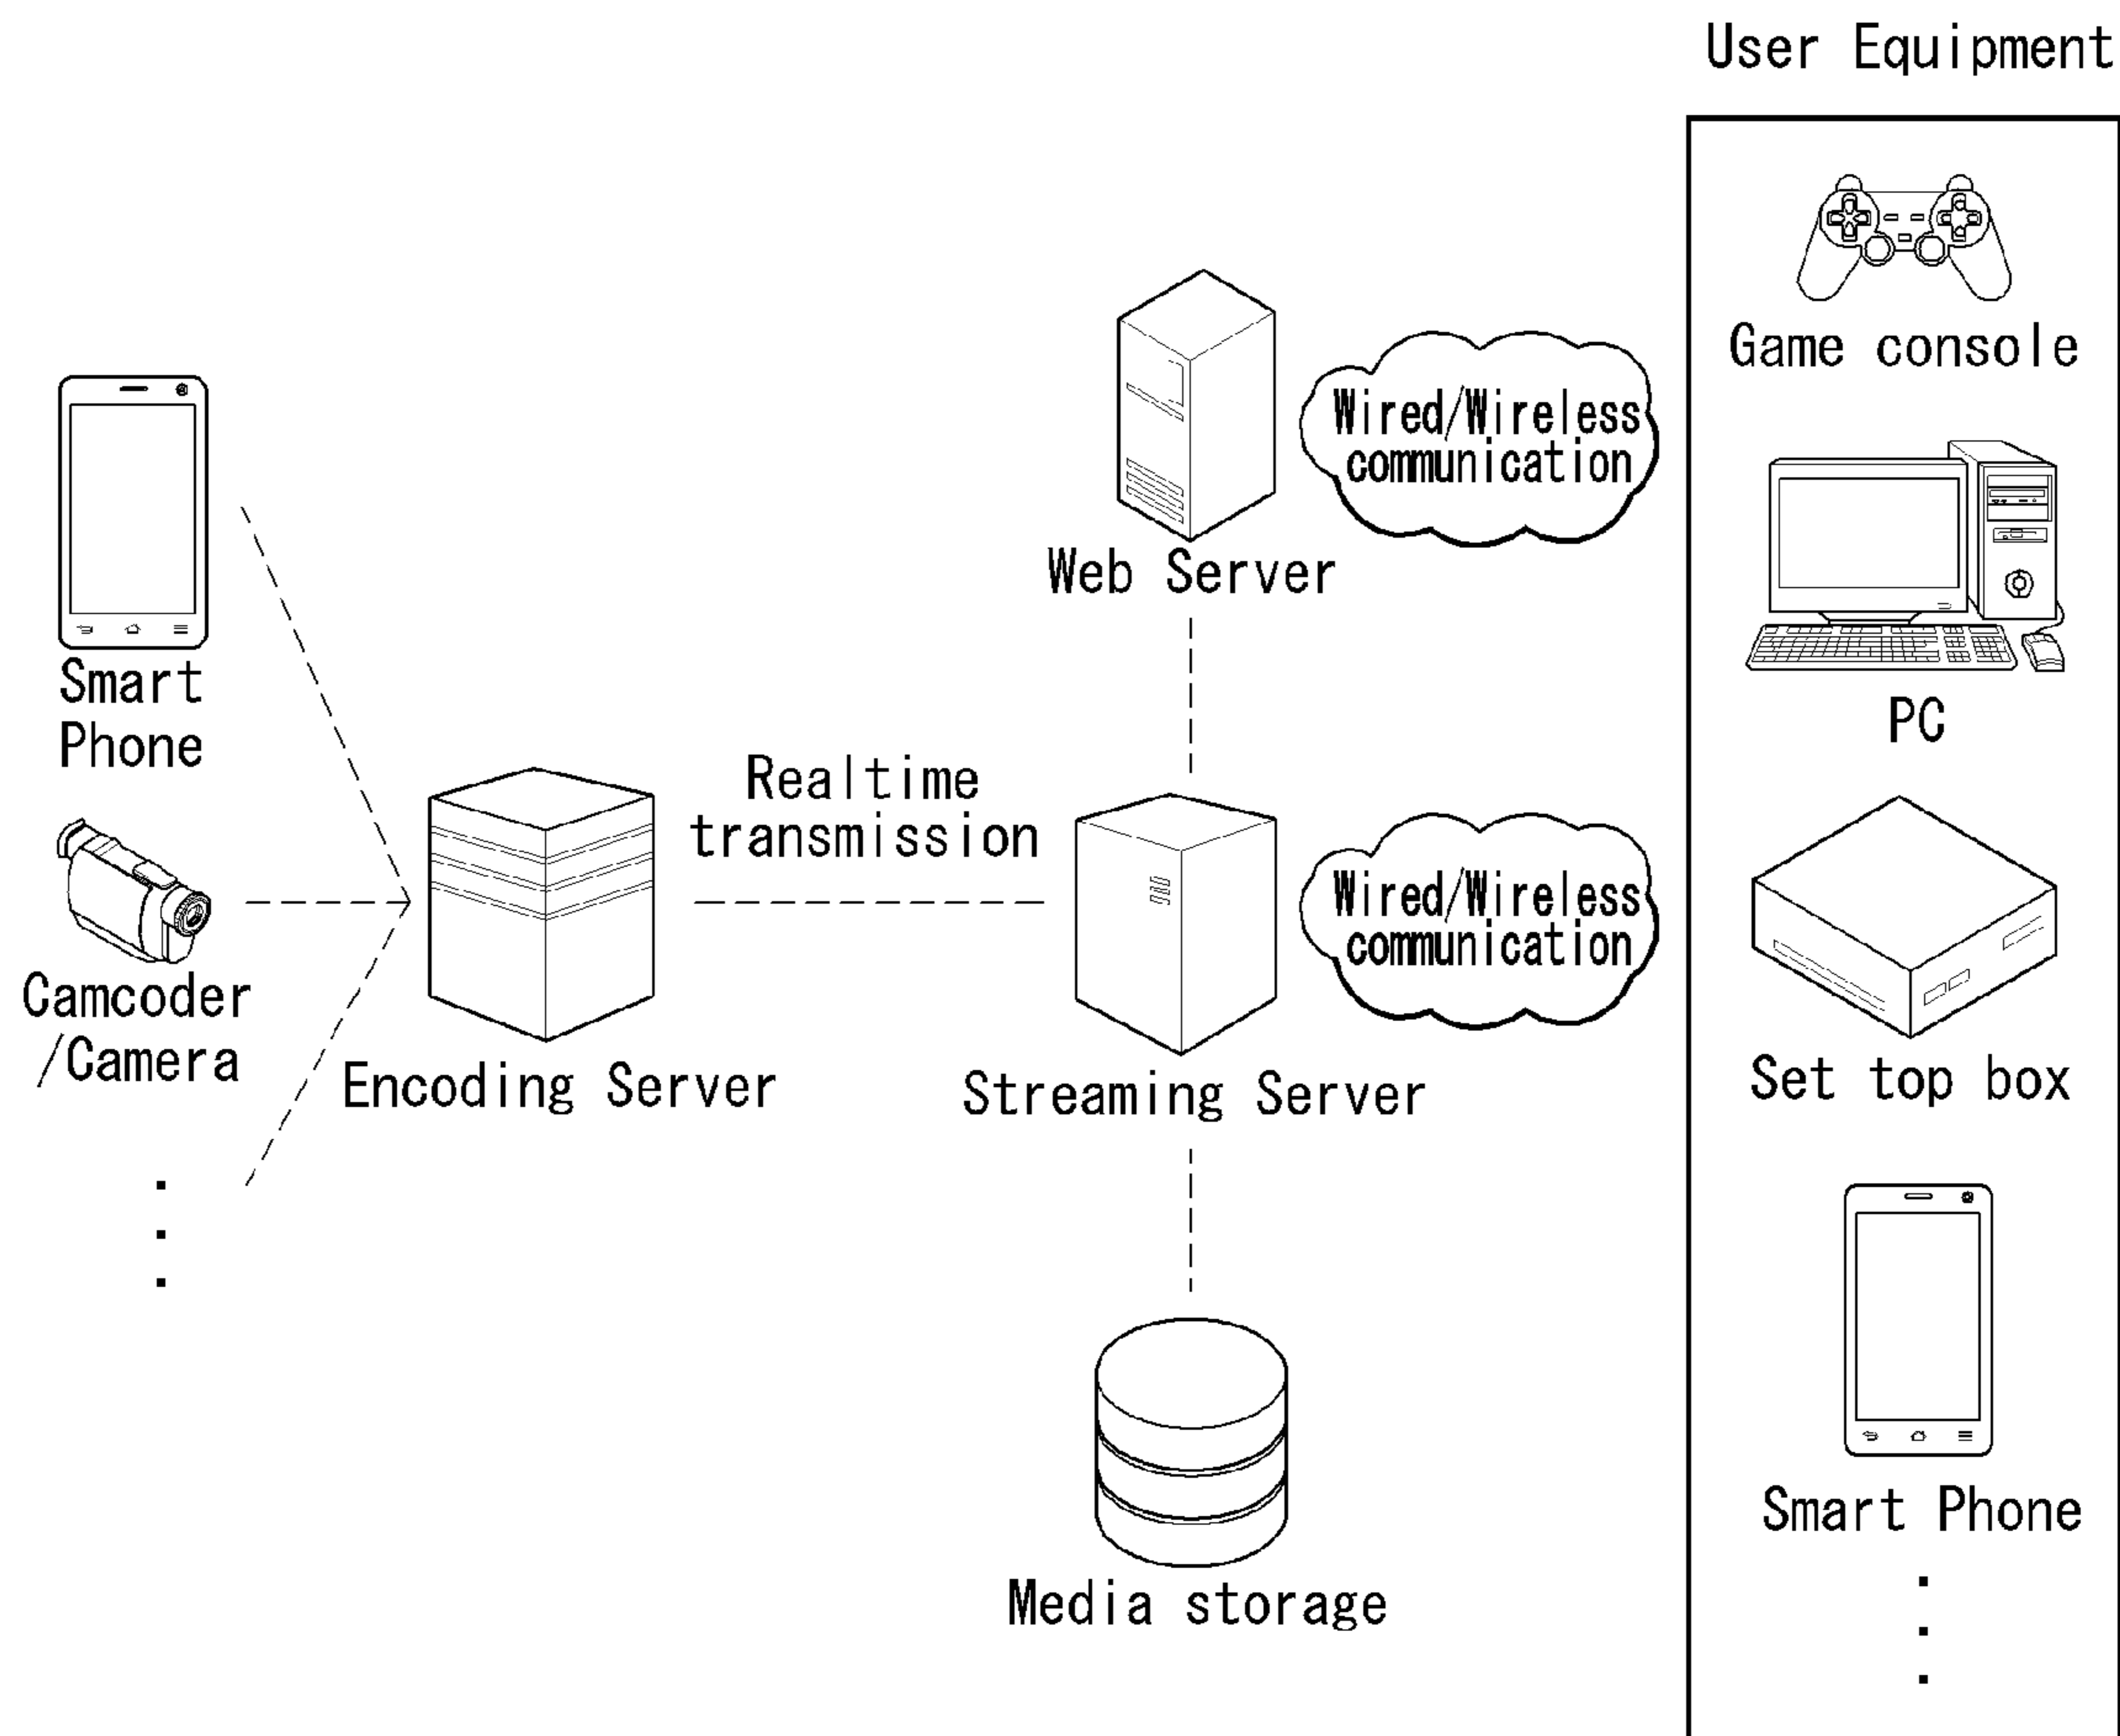 User Equipment
Game console
Wired/Wireless
communication
Web Server
Smart
Phone
PC
Realtime
transmission
Wired/Wireless
communication
Camcoder
/Camera
Encoding Server
Streaming Server
Set top box
Smart Phone
Media storage